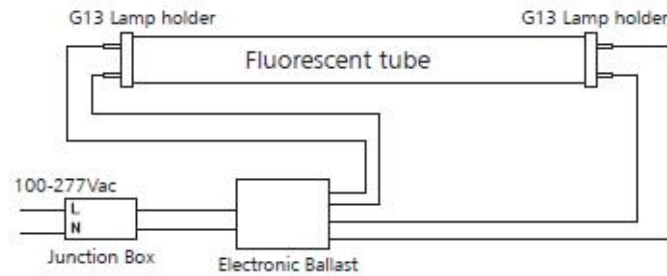 G13 Lamp holder
G13 Lamp holder
Fluorescent tube
100-277Vac
L
N
Junction Box
Electronic Ballast